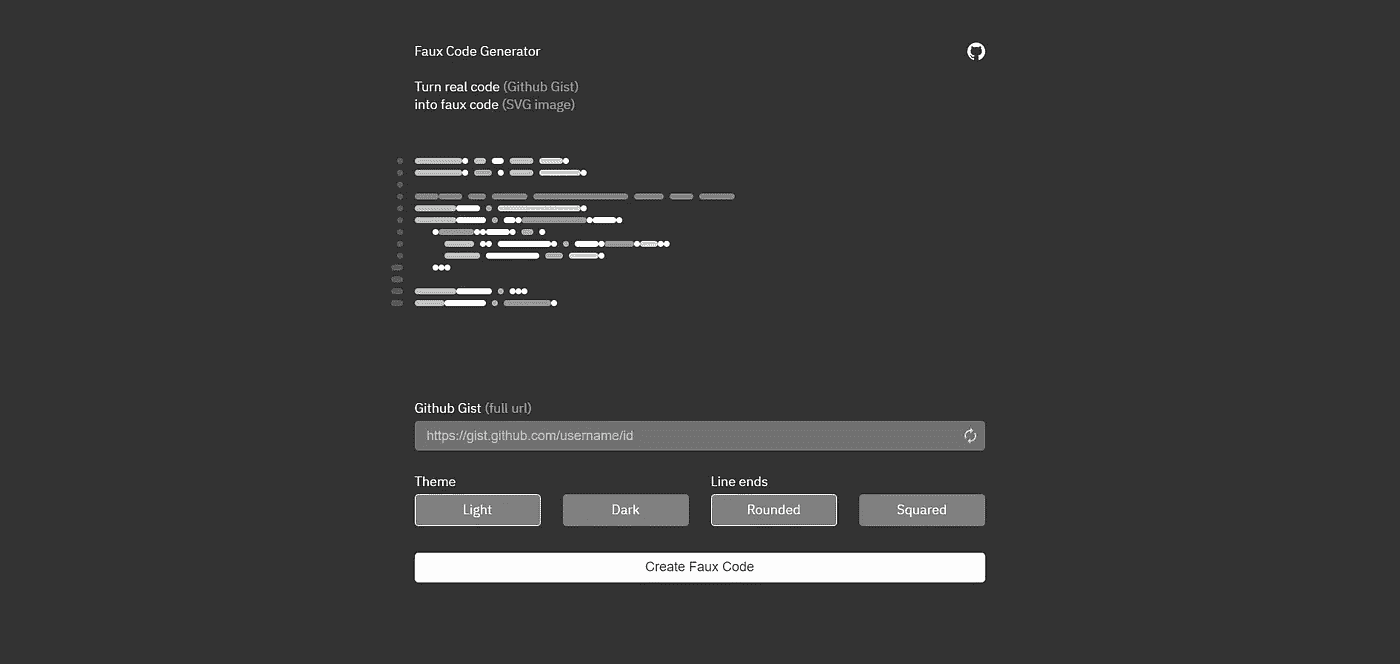 Faux Code Generator
Turn real code (Github Gist)
into faux code (SVG image)
Github Gist (full url)
https://gist.github.com/username/id
Theme
Line ends
Light
Dark
Rounded
Squared
Create Faux Code